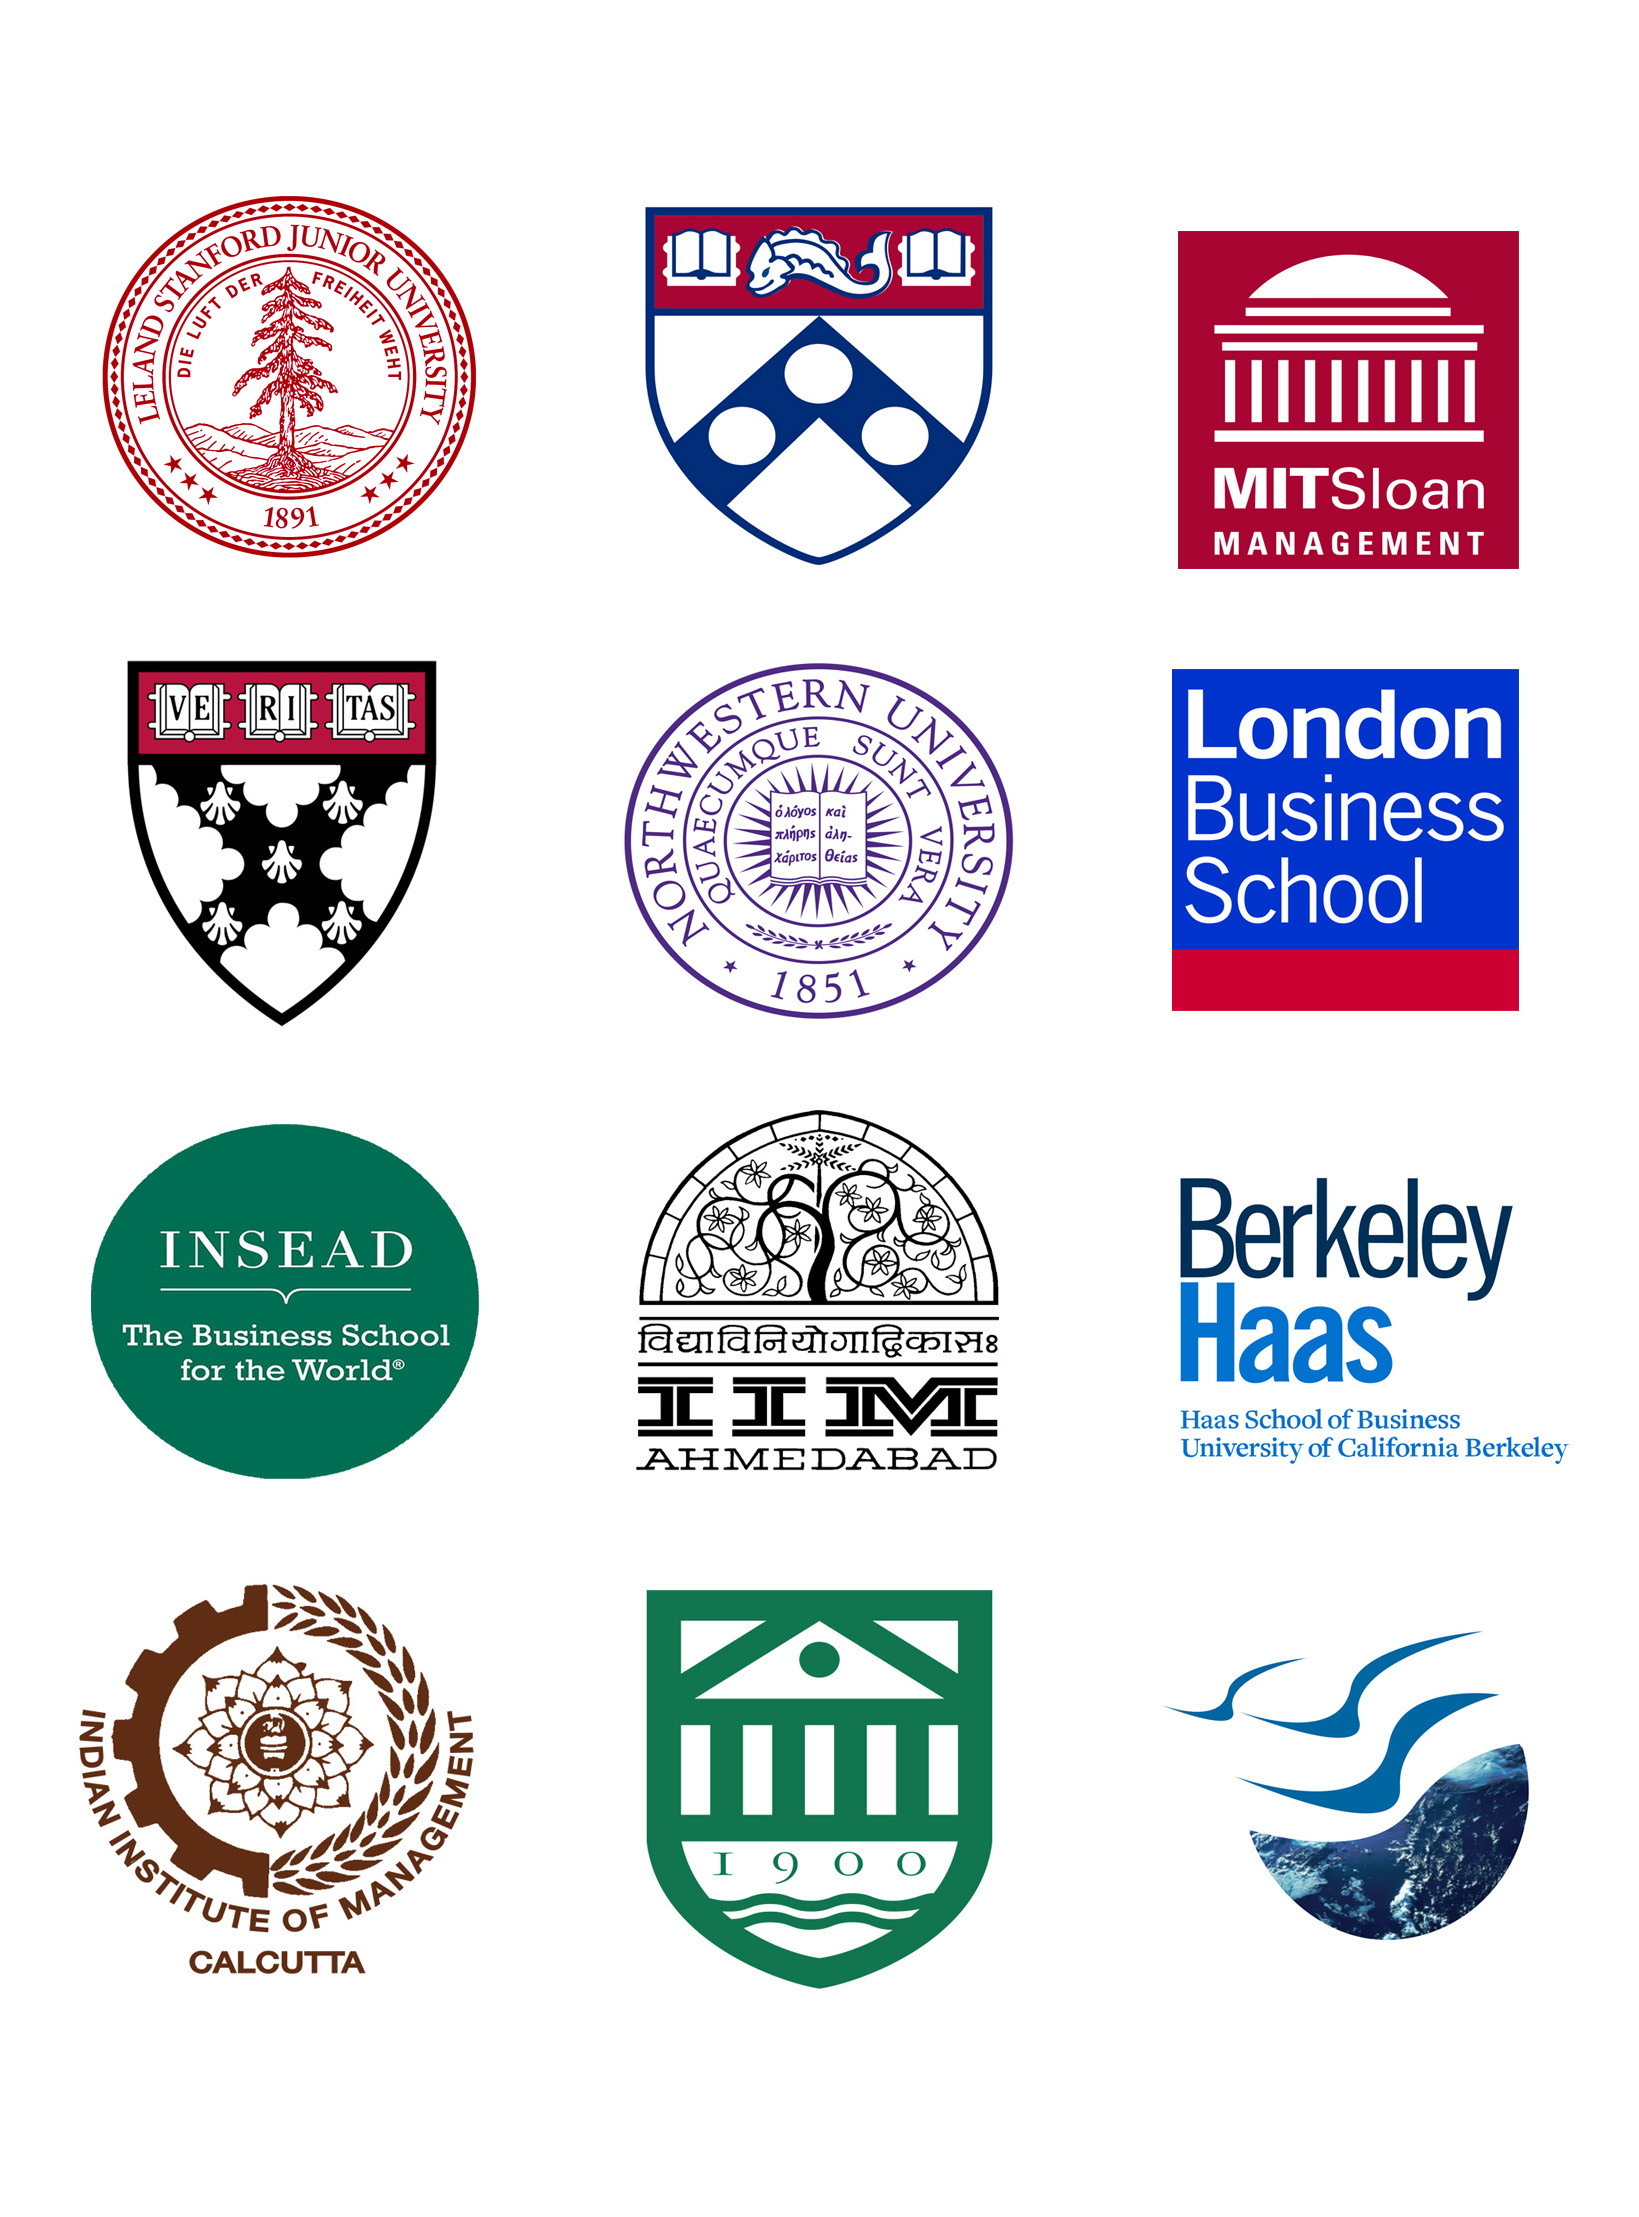 LELAND STANFORD JUNIOR UNIVERSITY
DIE LUFT DER FREIHEIT WEHT
1891
MITSloan
MANAGEMENT
VE RI TAS
NORTHWESTERN UNIVERSITY
QUAECUMQUE SUNT VERA
ὁ λόγος καὶ
πλήρης ἀλη-
χάριτος θείας
1851
London
Business
School
INSEAD
The Business School
for the World®
विद्याविनियोगाद्विकासः
IIM
AHMEDABAD
Berkeley
Haas
Haas School of Business
University of California Berkeley
INDIAN INSTITUTE OF MANAGEMENT
CALCUTTA
1900